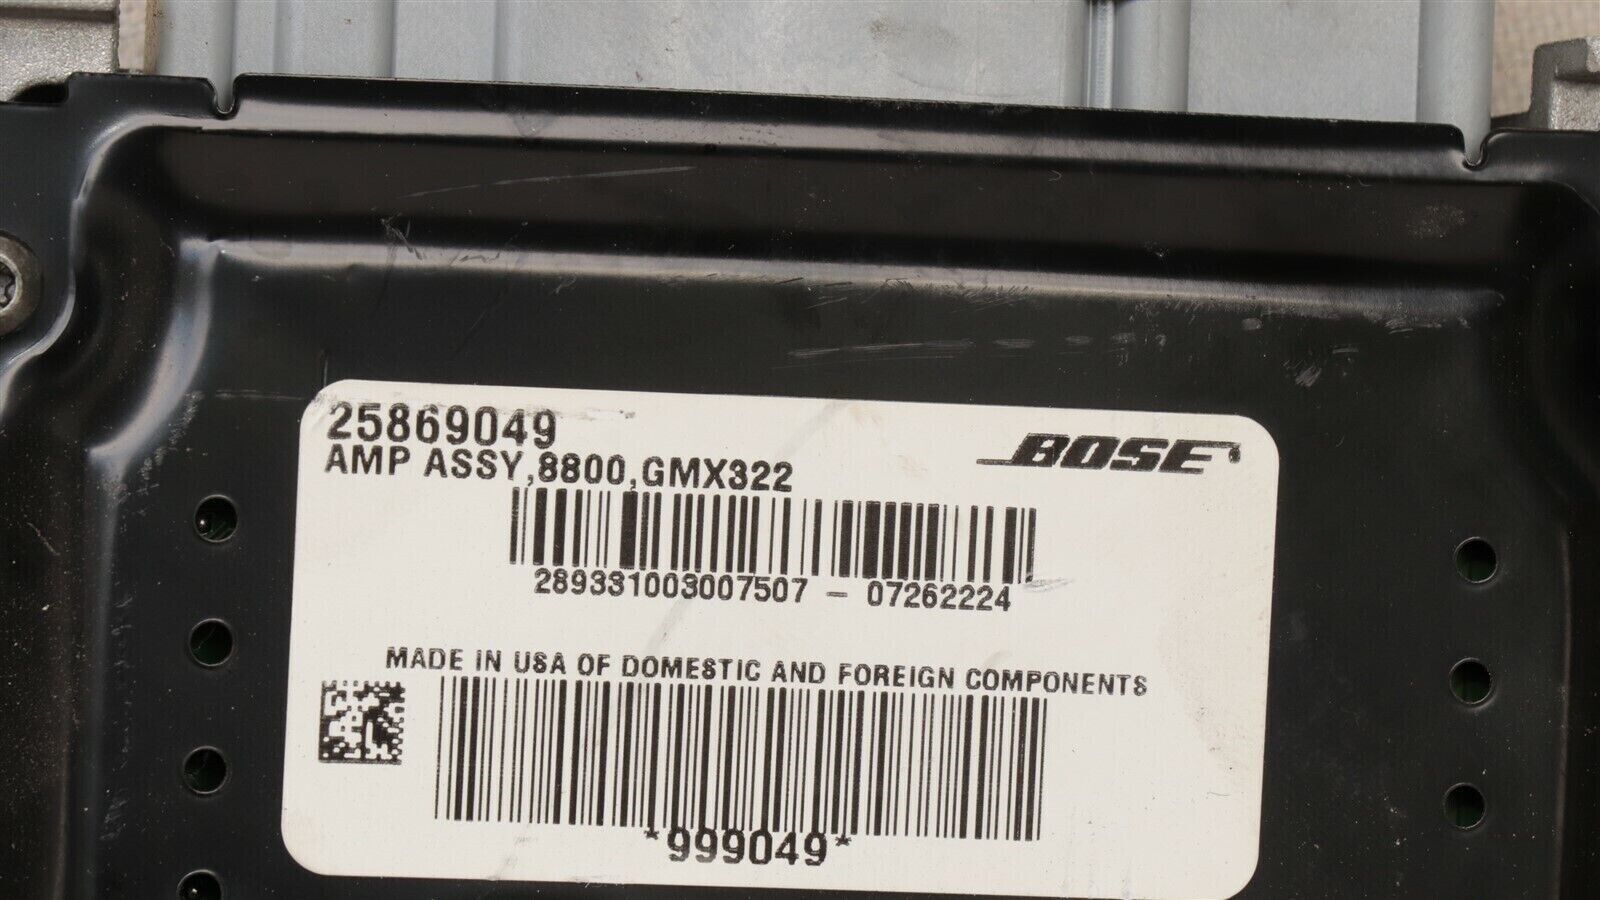 25869049
BOSE
AMP ASSY,8800,GMX322
289331003007507 - 07262224
MADE IN USA OF DOMESTIC AND FOREIGN COMPONENTS
*999049*